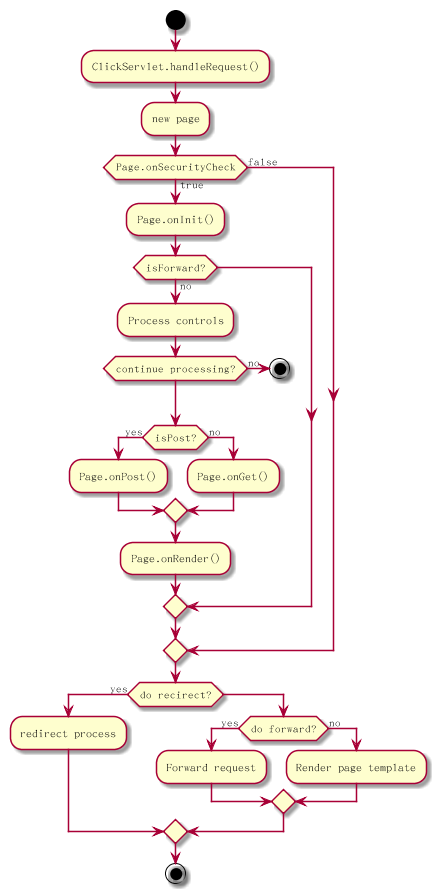 ClickServlet.handleRequest()
new page
Page.onSecurityCheck
false
true
Page.onInit()
isForward?
no
Process controls
continue processing?
no
yes
isPost?
no
Page.onPost()
Page.onGet()
Page.onRender()
yes
do recirect?
redirect process
yes
do forward?
no
Forward request
Render page template